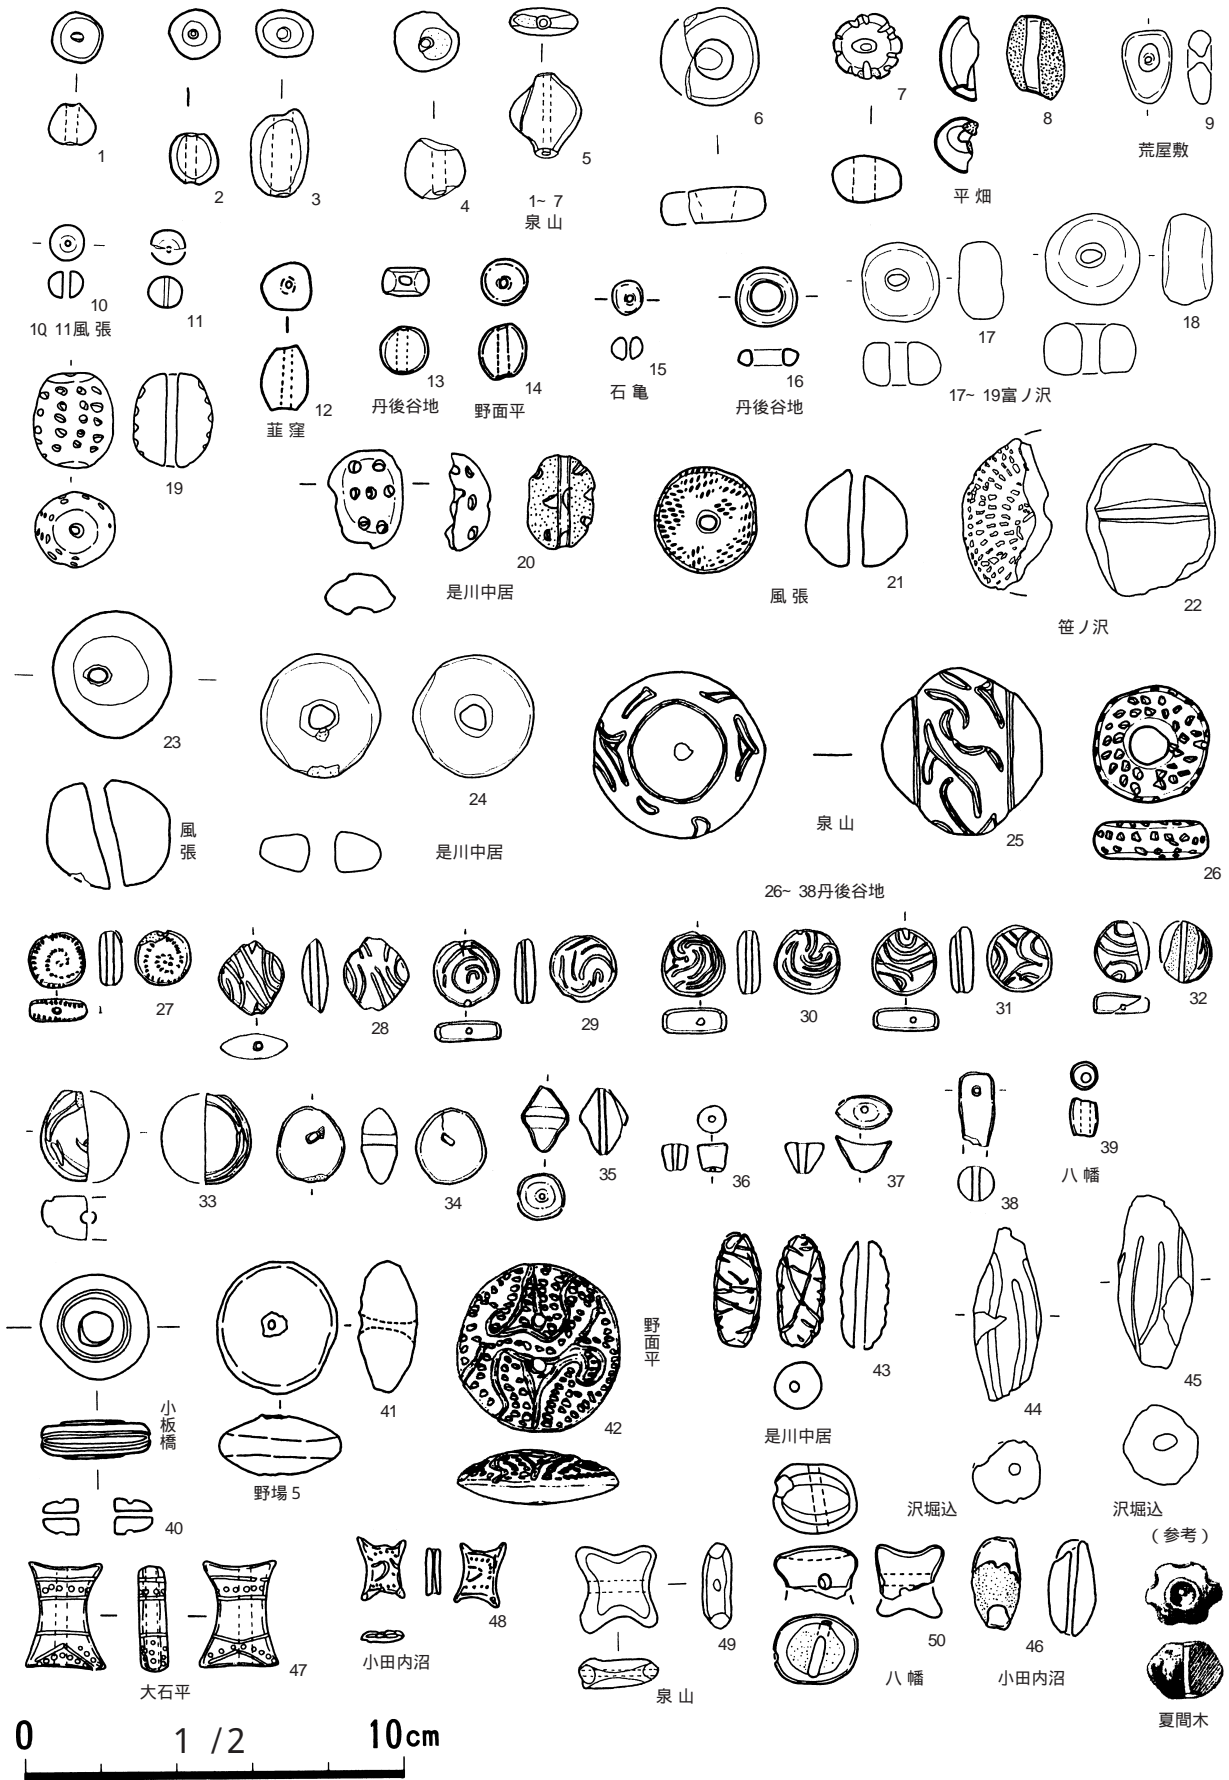 1
2
3
4
5
1~ 7
泉 山
6
7
8
平 畑
9
荒屋敷
10
10, 11風 張
11
12
韮 窪
13
丹後谷地
14
野面平
15
石 亀
16
丹後谷地
17
18
17~ 19富ノ沢
19
20
是川中居
21
風 張
22
笹ノ沢
23
風張
24
是川中居
25
泉 山
26
26~ 38丹後谷地
27
28
29
30
31
32
33
34
35
36
37
38
39
八 幡
40
小板橋
41
野場 5
42
野面平
43
是川中居
44
沢堀込
45
沢堀込
(参考)
夏間木
47
大石平
48
小田内沼
49
泉 山
50
八 幡
46
小田内沼
0 1 /2 10cm